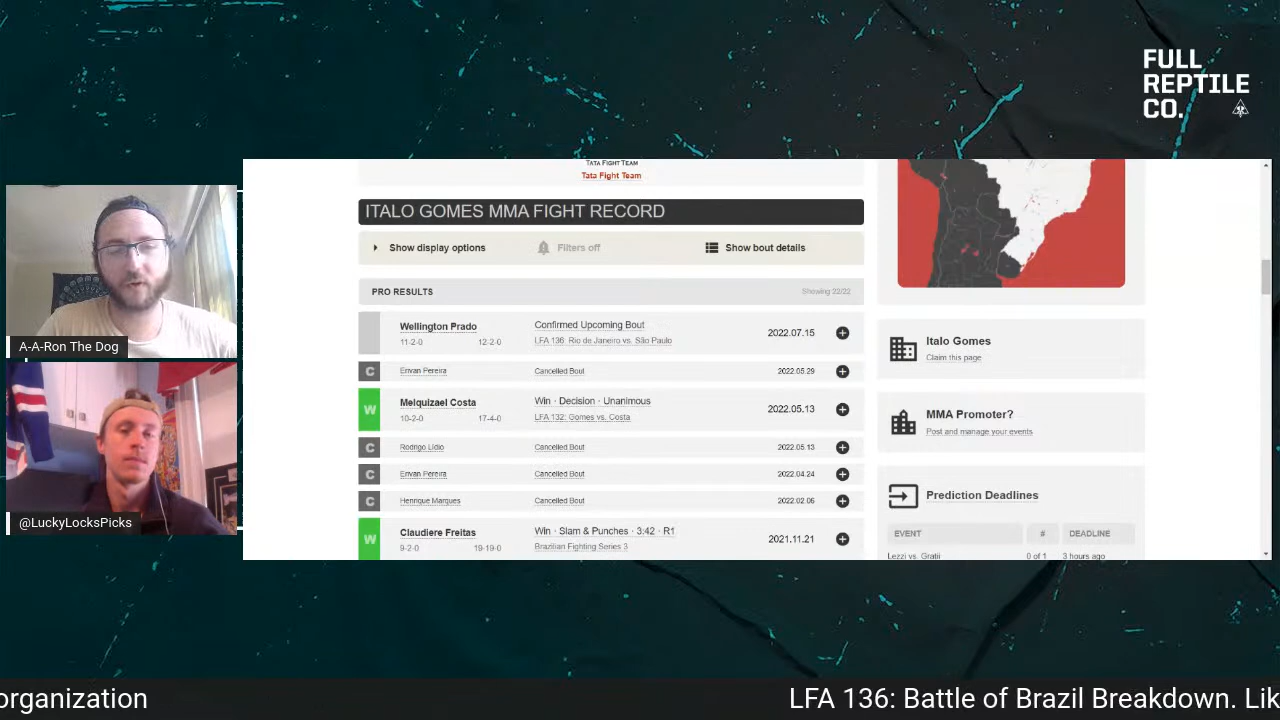 FULL
REPTILE
CO.
A-A-Ron The Dog
@LuckyLocksPicks
TATA FIGHT TEAM
Tata Fight Team
ITALO GOMES MMA FIGHT RECORD
Show display options
Filters off
Show bout details
PRO RESULTS
Showing 22/22
Wellington Prado
Confirmed Upcoming Bout
2022.07.15
11-2-0
12-2-0
LFA 136: Rio de Janeiro vs. São Paulo
C
Erivan Pereira
Cancelled Bout
2022.05.29
W
Melquizael Costa
Win · Decision · Unanimous
2022.05.13
10-2-0
17-4-0
LFA 132: Gomes vs. Costa
C
Rodrigo Lídio
Cancelled Bout
2022.05.13
C
Erivan Pereira
Cancelled Bout
2022.04.24
C
Henrique Marques
Cancelled Bout
2022.02.06
W
Claudiere Freitas
Win · Slam & Punches · 3:42 · R1
2021.11.21
9-2-0
19-19-0
Brazilian Fighting Series 3
Italo Gomes
Claim this page
MMA Promoter?
Post and manage your events
Prediction Deadlines
EVENT
#
DEADLINE
Lezzi vs. Gratii
0 of 1
3 hours ago
organization
LFA 136: Battle of Brazil Breakdown. Lik